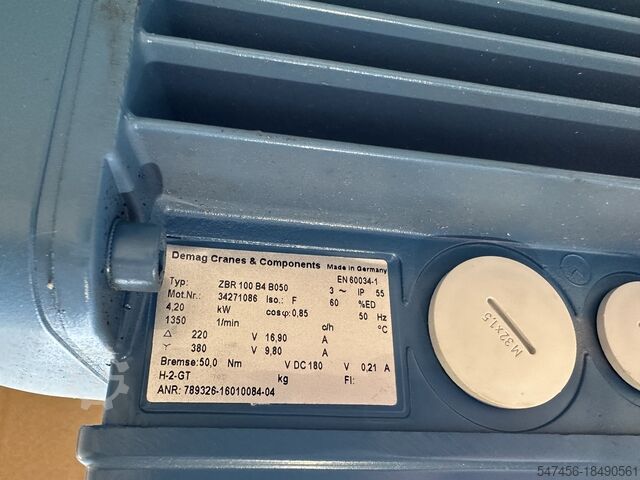 Demag Cranes & Components Made in Germany
Typ: ZBR 100 B4 B050 EN 60034-1
Mot.Nr.: 34271086 Iso.: F 3 ~ IP 55
4,20 kW cosφ:0,85 60 %ED
1350 1/min 50 Hz
c/h °C
△ 220 V 16,90 A
Y 380 V 9,80 A
Bremse:50,0 Nm V DC 180 V 0,21 A
H-2-GT kg FI:
ANR: 789326-16010084-04
M 32x1,5
547456-18490561